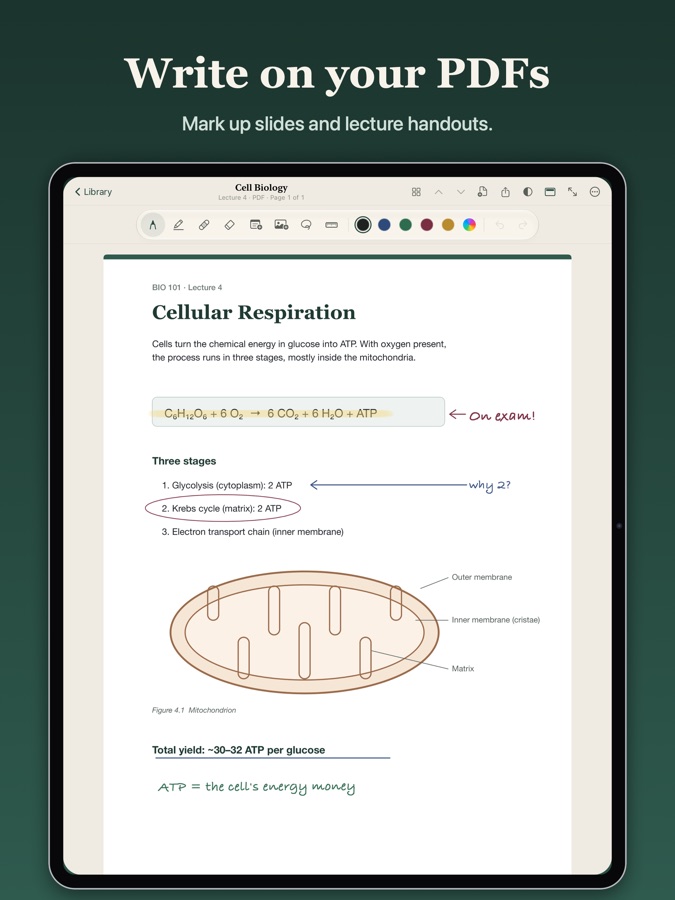 Write on your PDFs
Mark up slides and lecture handouts.
Library
Cell Biology
Lecture 4 · PDF · Page 1 of 1
BIO 101 · Lecture 4
Cellular Respiration
Cells turn the chemical energy in glucose into ATP. With oxygen present,
the process runs in three stages, mostly inside the mitochondria.
C₆H₁₂O₆ + 6 O₂ → 6 CO₂ + 6 H₂O + ATP ← On exam!
Three stages
1. Glycolysis (cytoplasm): 2 ATP ← why 2?
2. Krebs cycle (matrix): 2 ATP
3. Electron transport chain (inner membrane)
Outer membrane
Inner membrane (cristae)
Matrix
Figure 4.1 Mitochondrion
Total yield: ~30–32 ATP per glucose
ATP = the cell's energy money